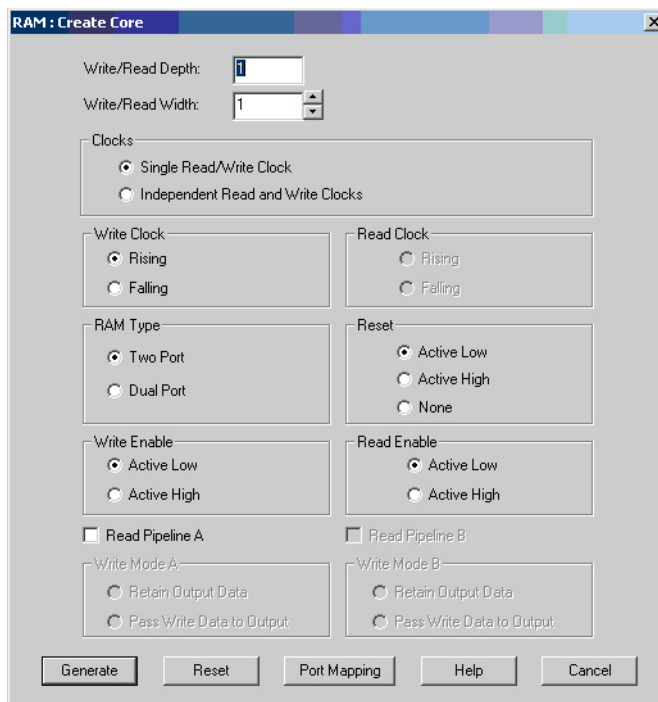 RAM : Create Core
Write/Read Depth: 1
Write/Read Width: 1
Clocks
Single Read/Write Clock
Independent Read and Write Clocks
Write Clock
Rising
Falling
Read Clock
Rising
Falling
RAM Type
Two Port
Dual Port
Reset
Active Low
Active High
None
Write Enable
Active Low
Active High
Read Enable
Active Low
Active High
Read Pipeline A
Read Pipeline B
Write Mode A
Retain Output Data
Pass Write Data to Output
Write Mode B
Retain Output Data
Pass Write Data to Output
Generate Reset Port Mapping Help Cancel